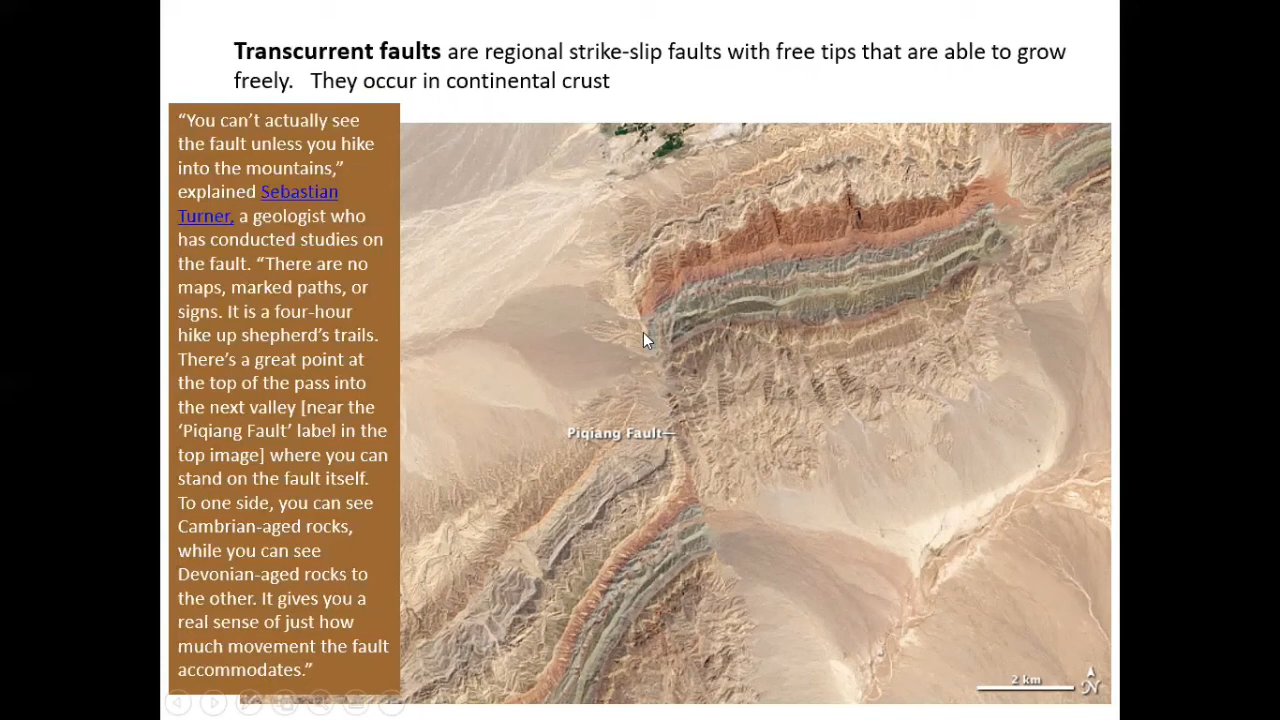 Transcurrent faults are regional strike-slip faults with free tips that are able to grow
freely. They occur in continental crust
“You can’t actually see
the fault unless you hike
into the mountains,”
explained Sebastian
Turner, a geologist who
has conducted studies on
the fault. “There are no
maps, marked paths, or
signs. It is a four-hour
hike up shepherd’s trails.
There’s a great point at
the top of the pass into
the next valley [near the
‘Piqiang Fault’ label in the
top image] where you can
stand on the fault itself.
To one side, you can see
Cambrian-aged rocks,
while you can see
Devonian-aged rocks to
the other. It gives you a
real sense of just how
much movement the fault
accommodates.”
Piqiang Fault
2 km
N